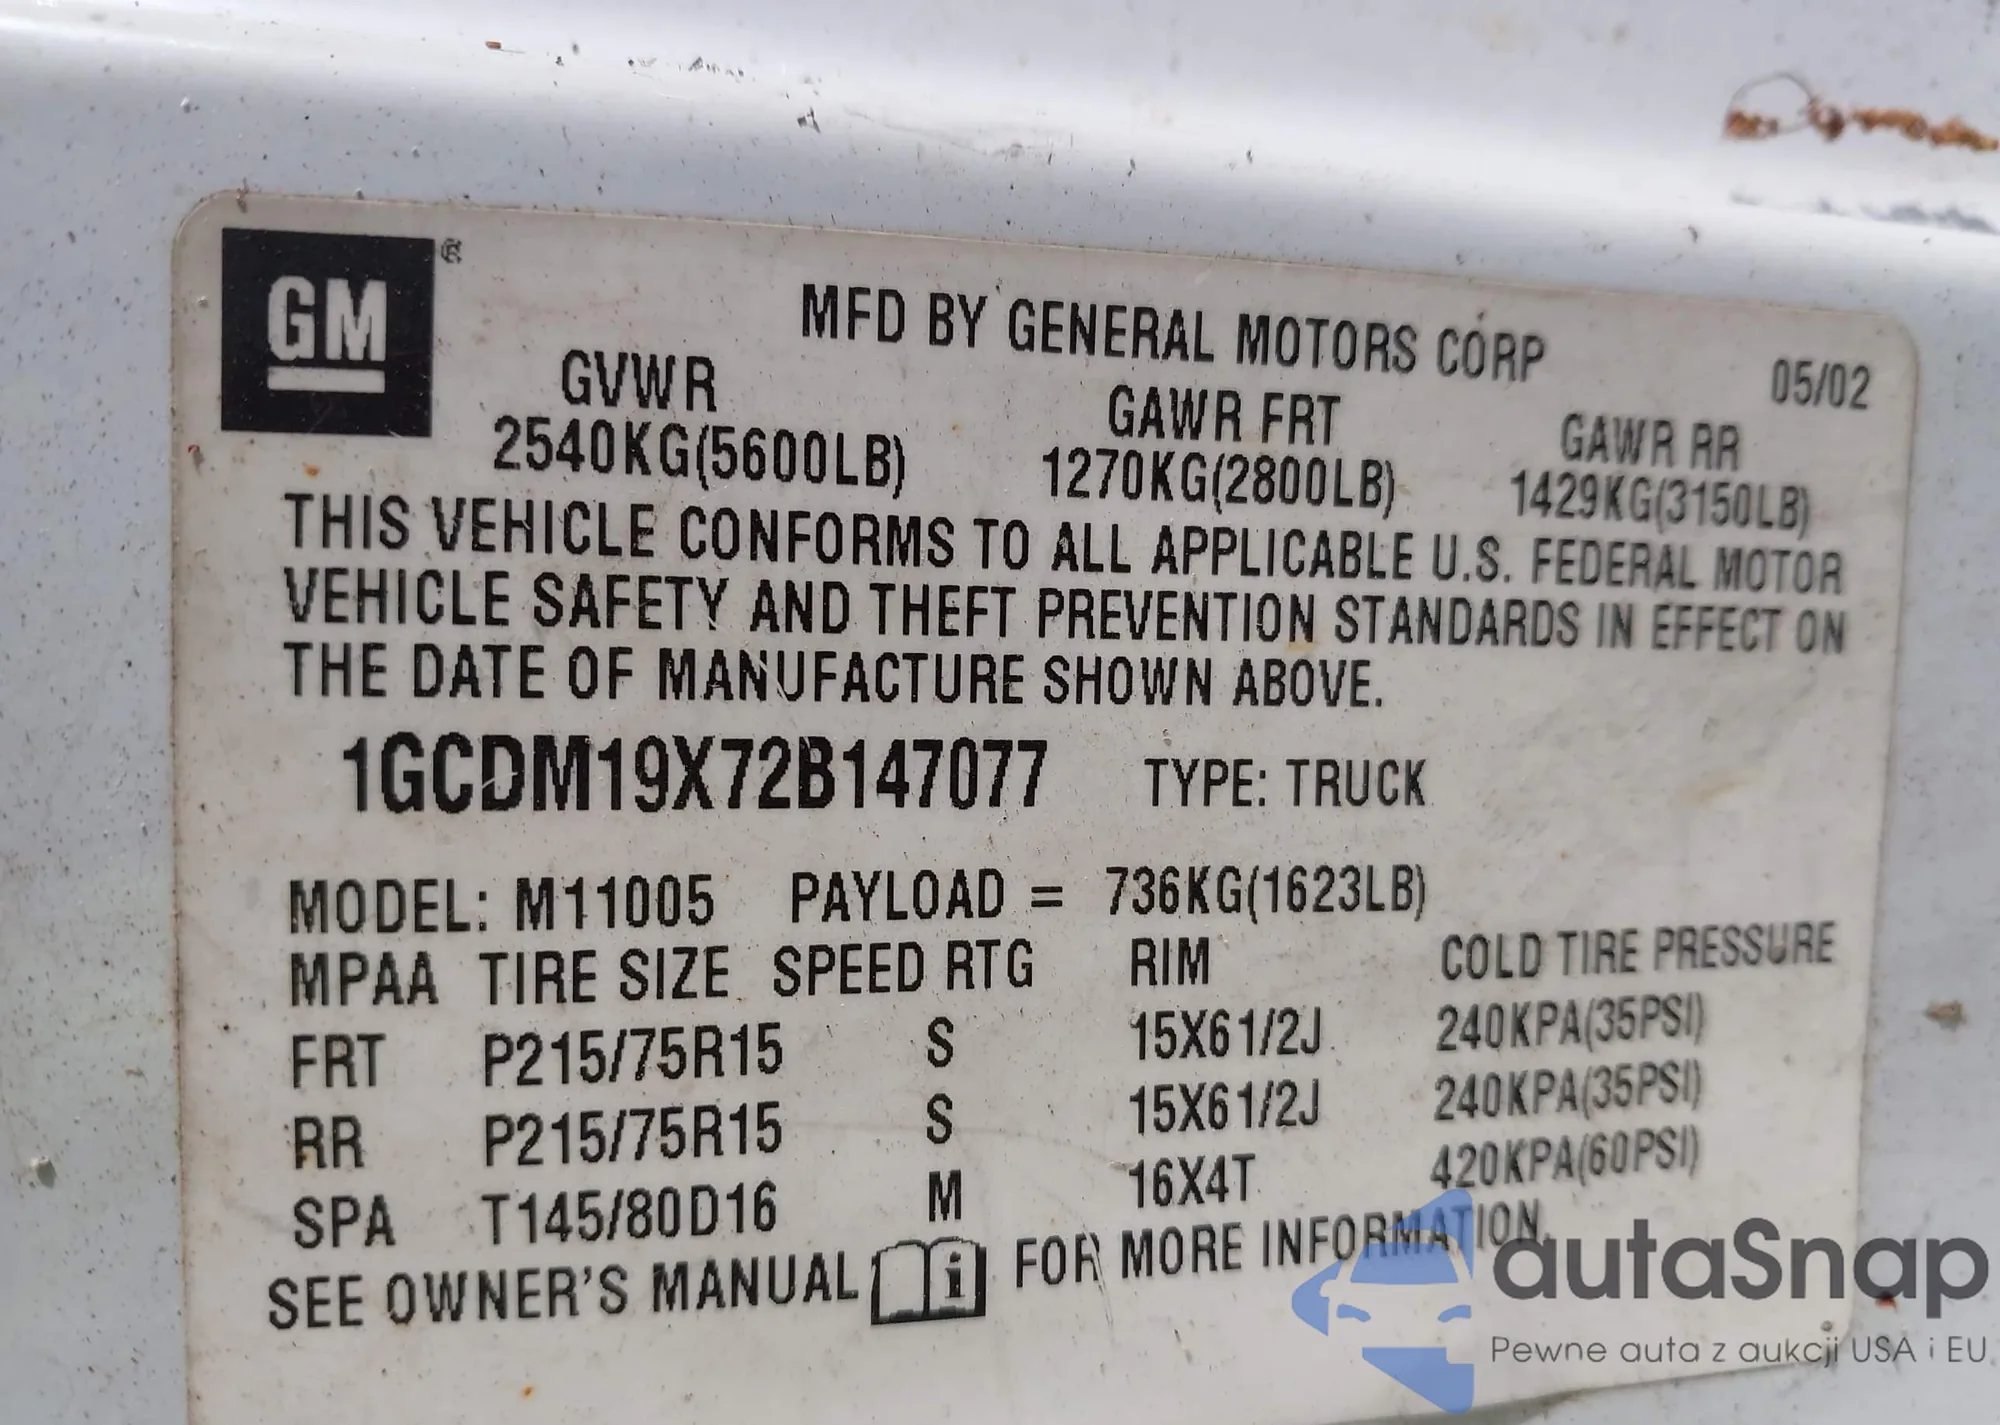 GM®
MFD BY GENERAL MOTORS CORP 05/02
GVWR GAWR FRT GAWR RR
2540KG(5600LB) 1270KG(2800LB) 1429KG(3150LB)
THIS VEHICLE CONFORMS TO ALL APPLICABLE U.S. FEDERAL MOTOR
VEHICLE SAFETY AND THEFT PREVENTION STANDARDS IN EFFECT ON
THE DATE OF MANUFACTURE SHOWN ABOVE.
1GCDM19X72B147077 TYPE: TRUCK
MODEL: M11005 PAYLOAD = 736KG(1623LB)
MPAA TIRE SIZE SPEED RTG RIM COLD TIRE PRESSURE
FRT P215/75R15 S 15X61/2J 240KPA(35PSI)
RR P215/75R15 S 15X61/2J 240KPA(35PSI)
SPA T145/80D16 M 16X4T 420KPA(60PSI)
SEE OWNER'S MANUAL i FOR MORE INFORMATION.
autaSnap
Pewne auta z aukcji USA i EU